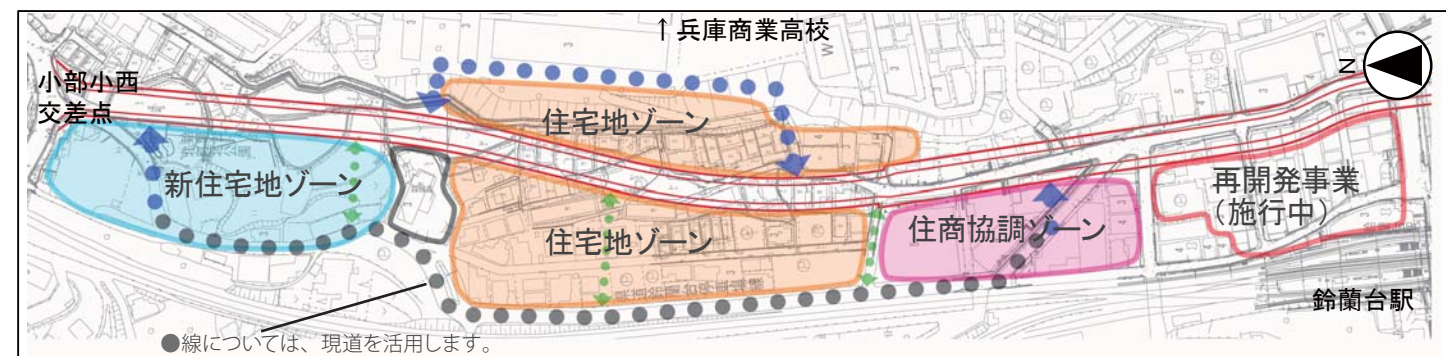 ↑兵庫商業高校
小部小西
交差点
N
W
住宅地ゾーン
新住宅地ゾーン
住宅地ゾーン
住商協調ゾーン
再開発事業
（施行中）
鈴蘭台駅
●線については、現道を活用します。